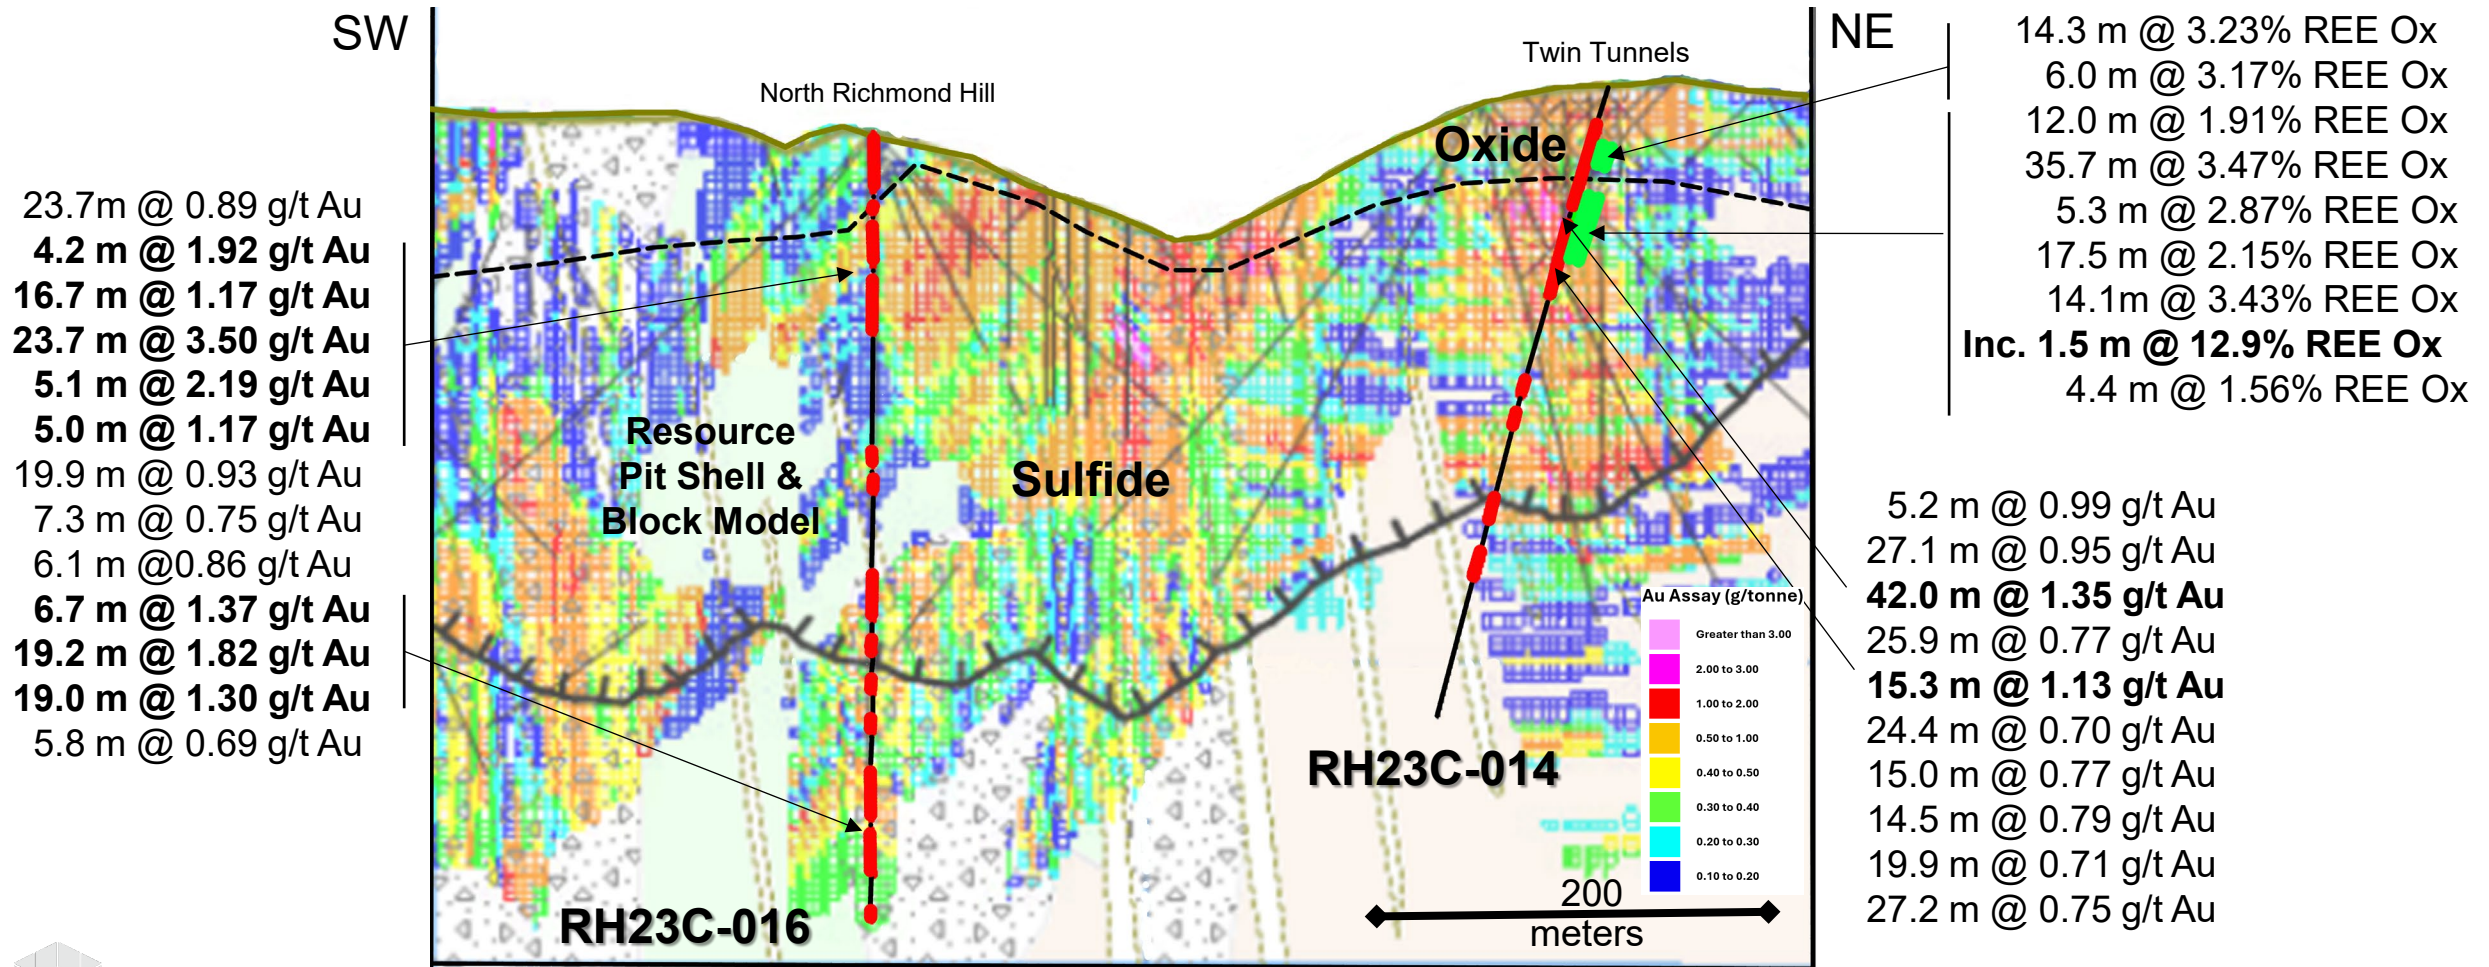 SW
NE
North Richmond Hill
Twin Tunnels
23.7m @ 0.89 g/t Au
4.2 m @ 1.92 g/t Au
16.7 m @ 1.17 g/t Au
23.7 m @ 3.50 g/t Au
5.1 m @ 2.19 g/t Au
5.0 m @ 1.17 g/t Au
19.9 m @ 0.93 g/t Au
7.3 m @ 0.75 g/t Au
6.1 m @0.86 g/t Au
6.7 m @ 1.37 g/t Au
19.2 m @ 1.82 g/t Au
19.0 m @ 1.30 g/t Au
5.8 m @ 0.69 g/t Au
Oxide
Resource
Pit Shell &
Block Model
Sulfide
RH23C-016
RH23C-014
Au Assay (g/tonne)
Greater than 3.00
2.00 to 3.00
1.00 to 2.00
0.50 to 1.00
0.40 to 0.50
0.30 to 0.40
0.20 to 0.30
0.10 to 0.20
200
meters
14.3 m @ 3.23% REE Ox
6.0 m @ 3.17% REE Ox
12.0 m @ 1.91% REE Ox
35.7 m @ 3.47% REE Ox
5.3 m @ 2.87% REE Ox
17.5 m @ 2.15% REE Ox
14.1m @ 3.43% REE Ox
Inc. 1.5 m @ 12.9% REE Ox
4.4 m @ 1.56% REE Ox
5.2 m @ 0.99 g/t Au
27.1 m @ 0.95 g/t Au
42.0 m @ 1.35 g/t Au
25.9 m @ 0.77 g/t Au
15.3 m @ 1.13 g/t Au
24.4 m @ 0.70 g/t Au
15.0 m @ 0.77 g/t Au
14.5 m @ 0.79 g/t Au
19.9 m @ 0.71 g/t Au
27.2 m @ 0.75 g/t Au